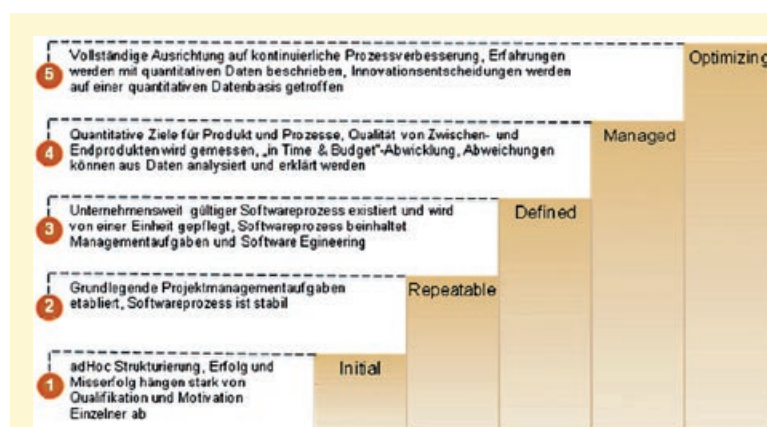 5
Vollständige Ausrichtung auf kontinuierliche Prozessverbesserung, Erfahrungen
werden mit quantitativen Daten beschrieben, Innovationsentscheidungen werden
auf einer quantitativen Datenbasis getroffen
Optimizing
4
Quantitative Ziele für Produkt und Prozesse, Qualität von Zwischen- und
Endprodukten wird gemessen, „in Time & Budget"-Abwicklung, Abweichungen
können aus Daten analysiert und erklärt werden
Managed
3
Unternehmensweit gültiger Softwareprozess existiert und wird
von einer Einheit gepflegt, Softwareprozess beinhaltet
Managementaufgaben und Software Egineering
Defined
2
Grundlegende Projektmanagementaufgaben
etabliert, Softwareprozess ist stabil
Repeatable
1
adHoc Strukturierung, Erfolg und
Misserfolg hängen stark von
Qualifikation und Motivation
Einzelner ab
Initial